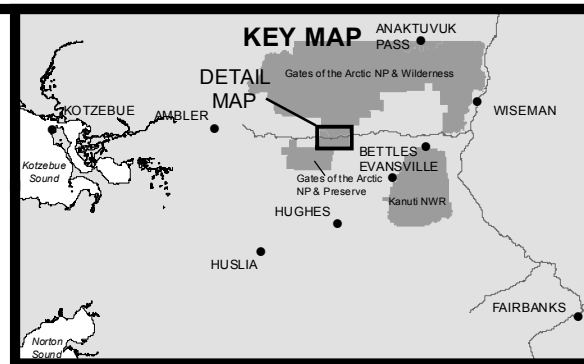 KEY MAP
ANAKTUVUK
PASS
Gates of the Arctic NP & Wilderness
DETAIL
MAP
KOTZEBUE
AMBLER
WISEMAN
Kotzebue
Sound
BETTLES
EVANSVILLE
Gates of the Arctic
NP & Preserve
Kanuti NWR
HUGHES
HUSLIA
FAIRBANKS
Norton
Sound